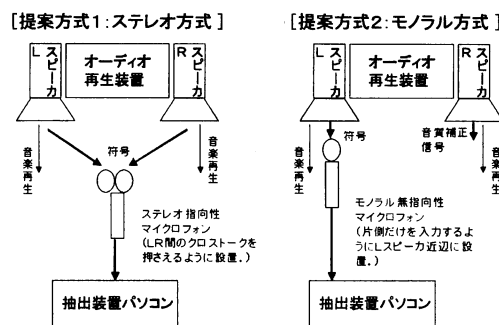 [提案方式1:ステレオ方式]
L スピーカ
オーディオ
再生装置
R スピーカ
音楽再生
符号
音楽再生
ステレオ指向性
マイクロフォン
(LR間のクロストークを
押さえるように設置.)
抽出装置パソコン
[提案方式2:モノラル方式]
L スピーカ
オーディオ
再生装置
R スピーカ
音楽再生
符号
音質補正
信号
音楽再生
モノラル無指向性
マイクロフォン
(片側だけを入力するよ
うにLスピーカ近辺に設
置.)
抽出装置パソコン